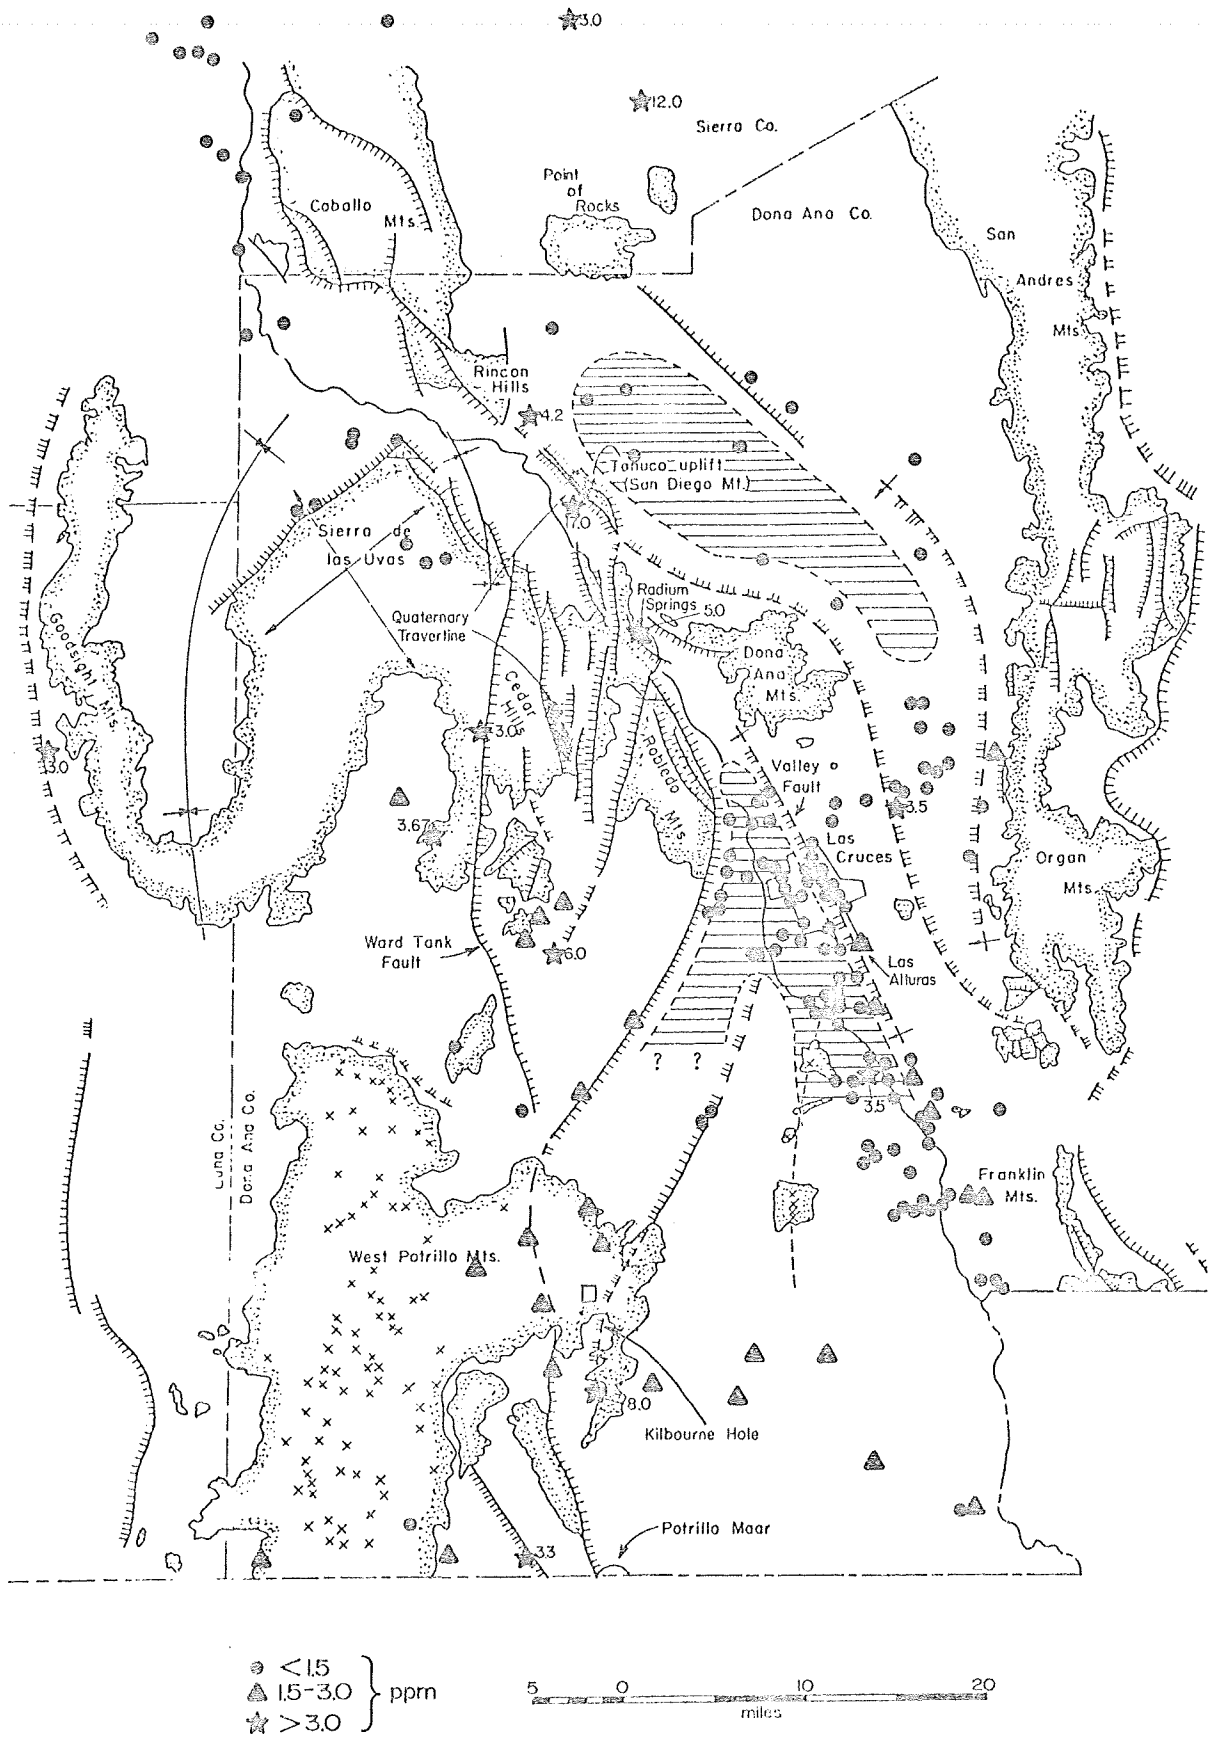 3.0
12.0
Sierra Co.
Point
of
Rocks
Dona Ana Co.
Caballo
Mts.
San
Andres
Mts.
Rincon
Hills
4.2
Tonuco uplift
(San Diego Mt.)
17.0
Sierra de
las Uvas
Quaternary
Travertine
Radium
Springs 5.0
Dona
Ana
Mts.
Goodsight Mts.
Cedar
Hills
3.0
3.0
Robledo
Mts.
Valley
Fault
3.5
3.67
Las
Cruces
Organ
Mts.
Ward Tank
Fault
6.0
Las
Alturas
? ?
3.5
Luna Co.
Dona Ana Co.
Franklin
Mts.
West Potrillo Mts.
8.0
Kilbourne Hole
Potrillo Maar
3.3
< 1.5
1.5-3.0
> 3.0
ppm
5 0 10 20
miles